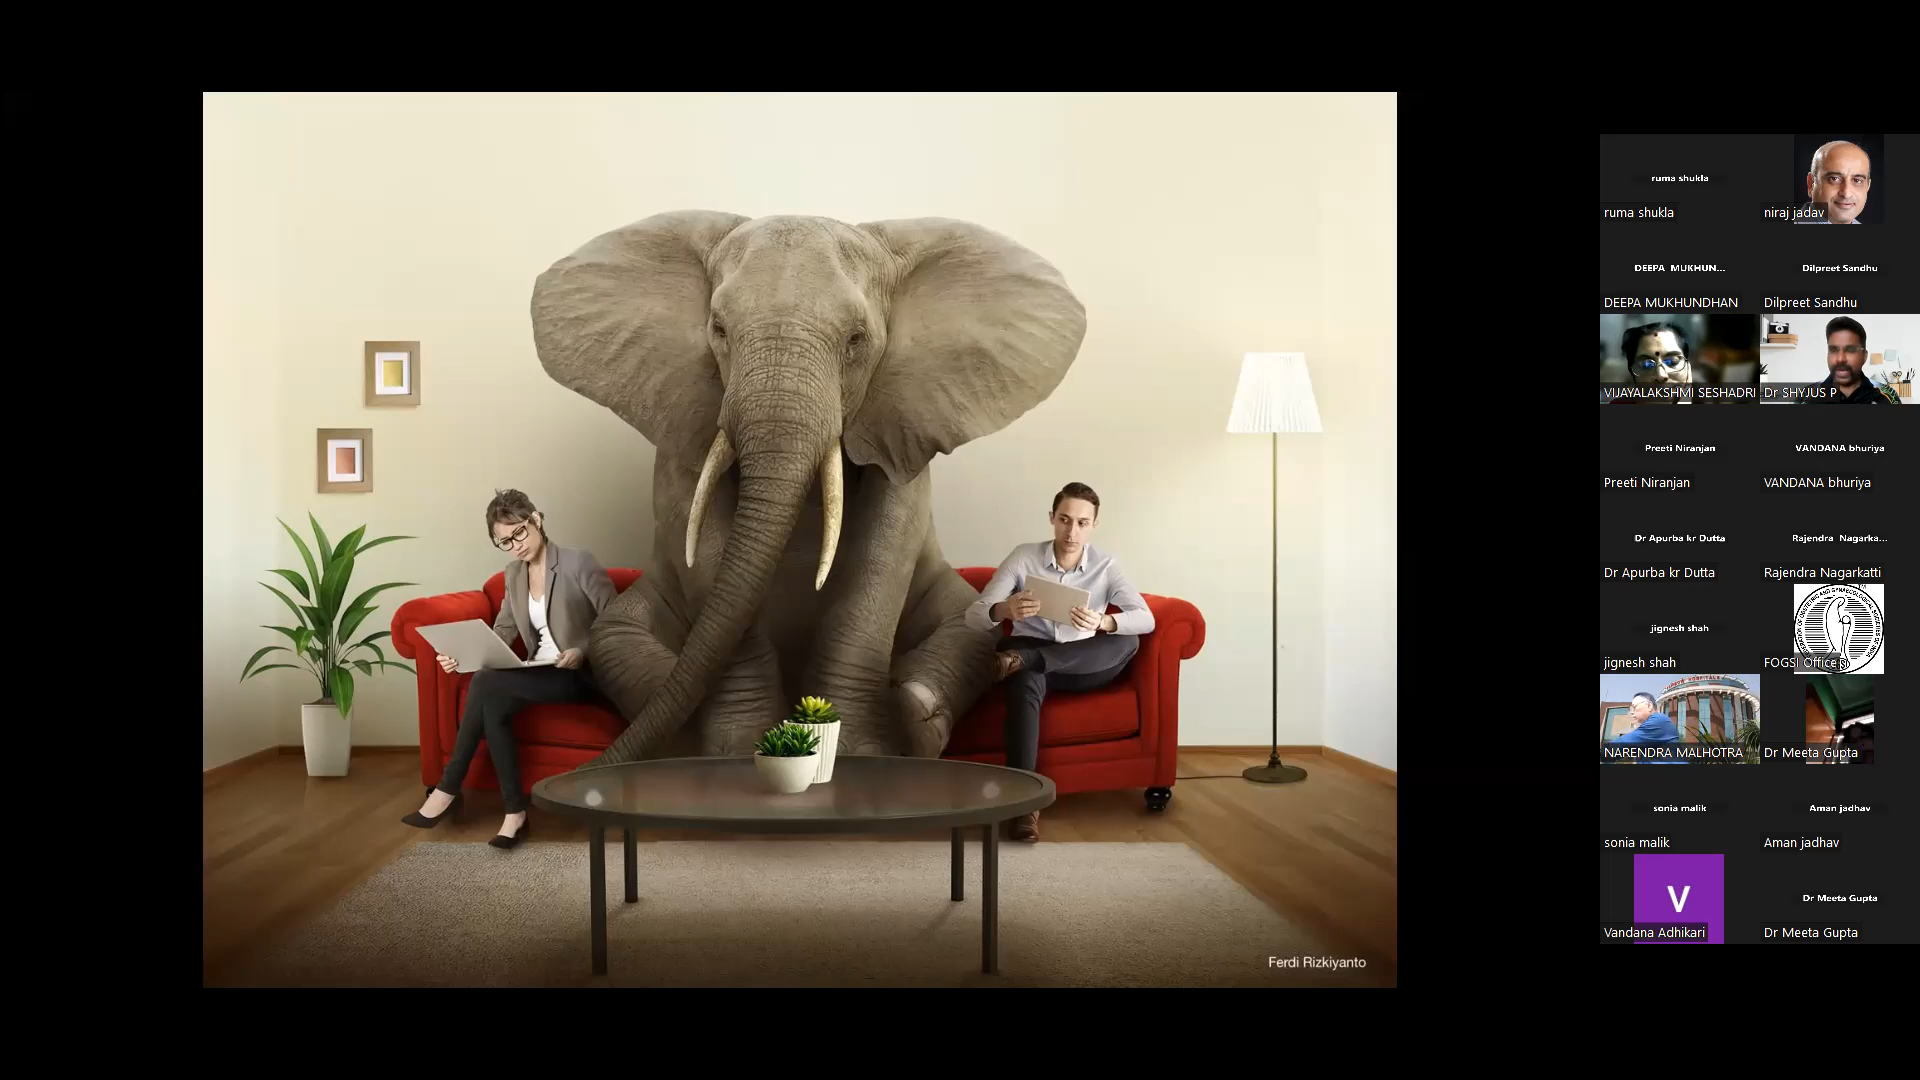 Ferdi Rizkiyanto
ruma shukla
ruma shukla
niraj jadav
DEEPA MUKHUN...
DEEPA MUKHUNDHAN
Dilpreet Sandhu
Dilpreet Sandhu
VIJAYALAKSHMI SESHADRI
Dr SHYJUS P
Preeti Niranjan
Preeti Niranjan
VANDANA bhuriya
VANDANA bhuriya
Dr Apurba kr Dutta
Dr Apurba kr Dutta
Rajendra Nagarka...
Rajendra Nagarkatti
jignesh shah
jignesh shah
FOGSI Office
NARENDRA MALHOTRA
Dr Meeta Gupta
sonia malik
sonia malik
Aman jadhav
Aman jadhav
V
Vandana Adhikari
Dr Meeta Gupta
Dr Meeta Gupta